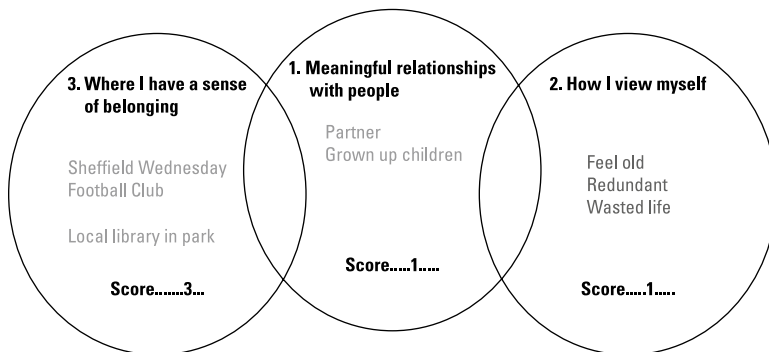 3. Where I have a sense
of belonging
Sheffield Wednesday
Football Club
Local library in park
Score.......3...
1. Meaningful relationships
with people
Partner
Grown up children
Score.....1.....
2. How I view myself
Feel old
Redundant
Wasted life
Score.....1.....